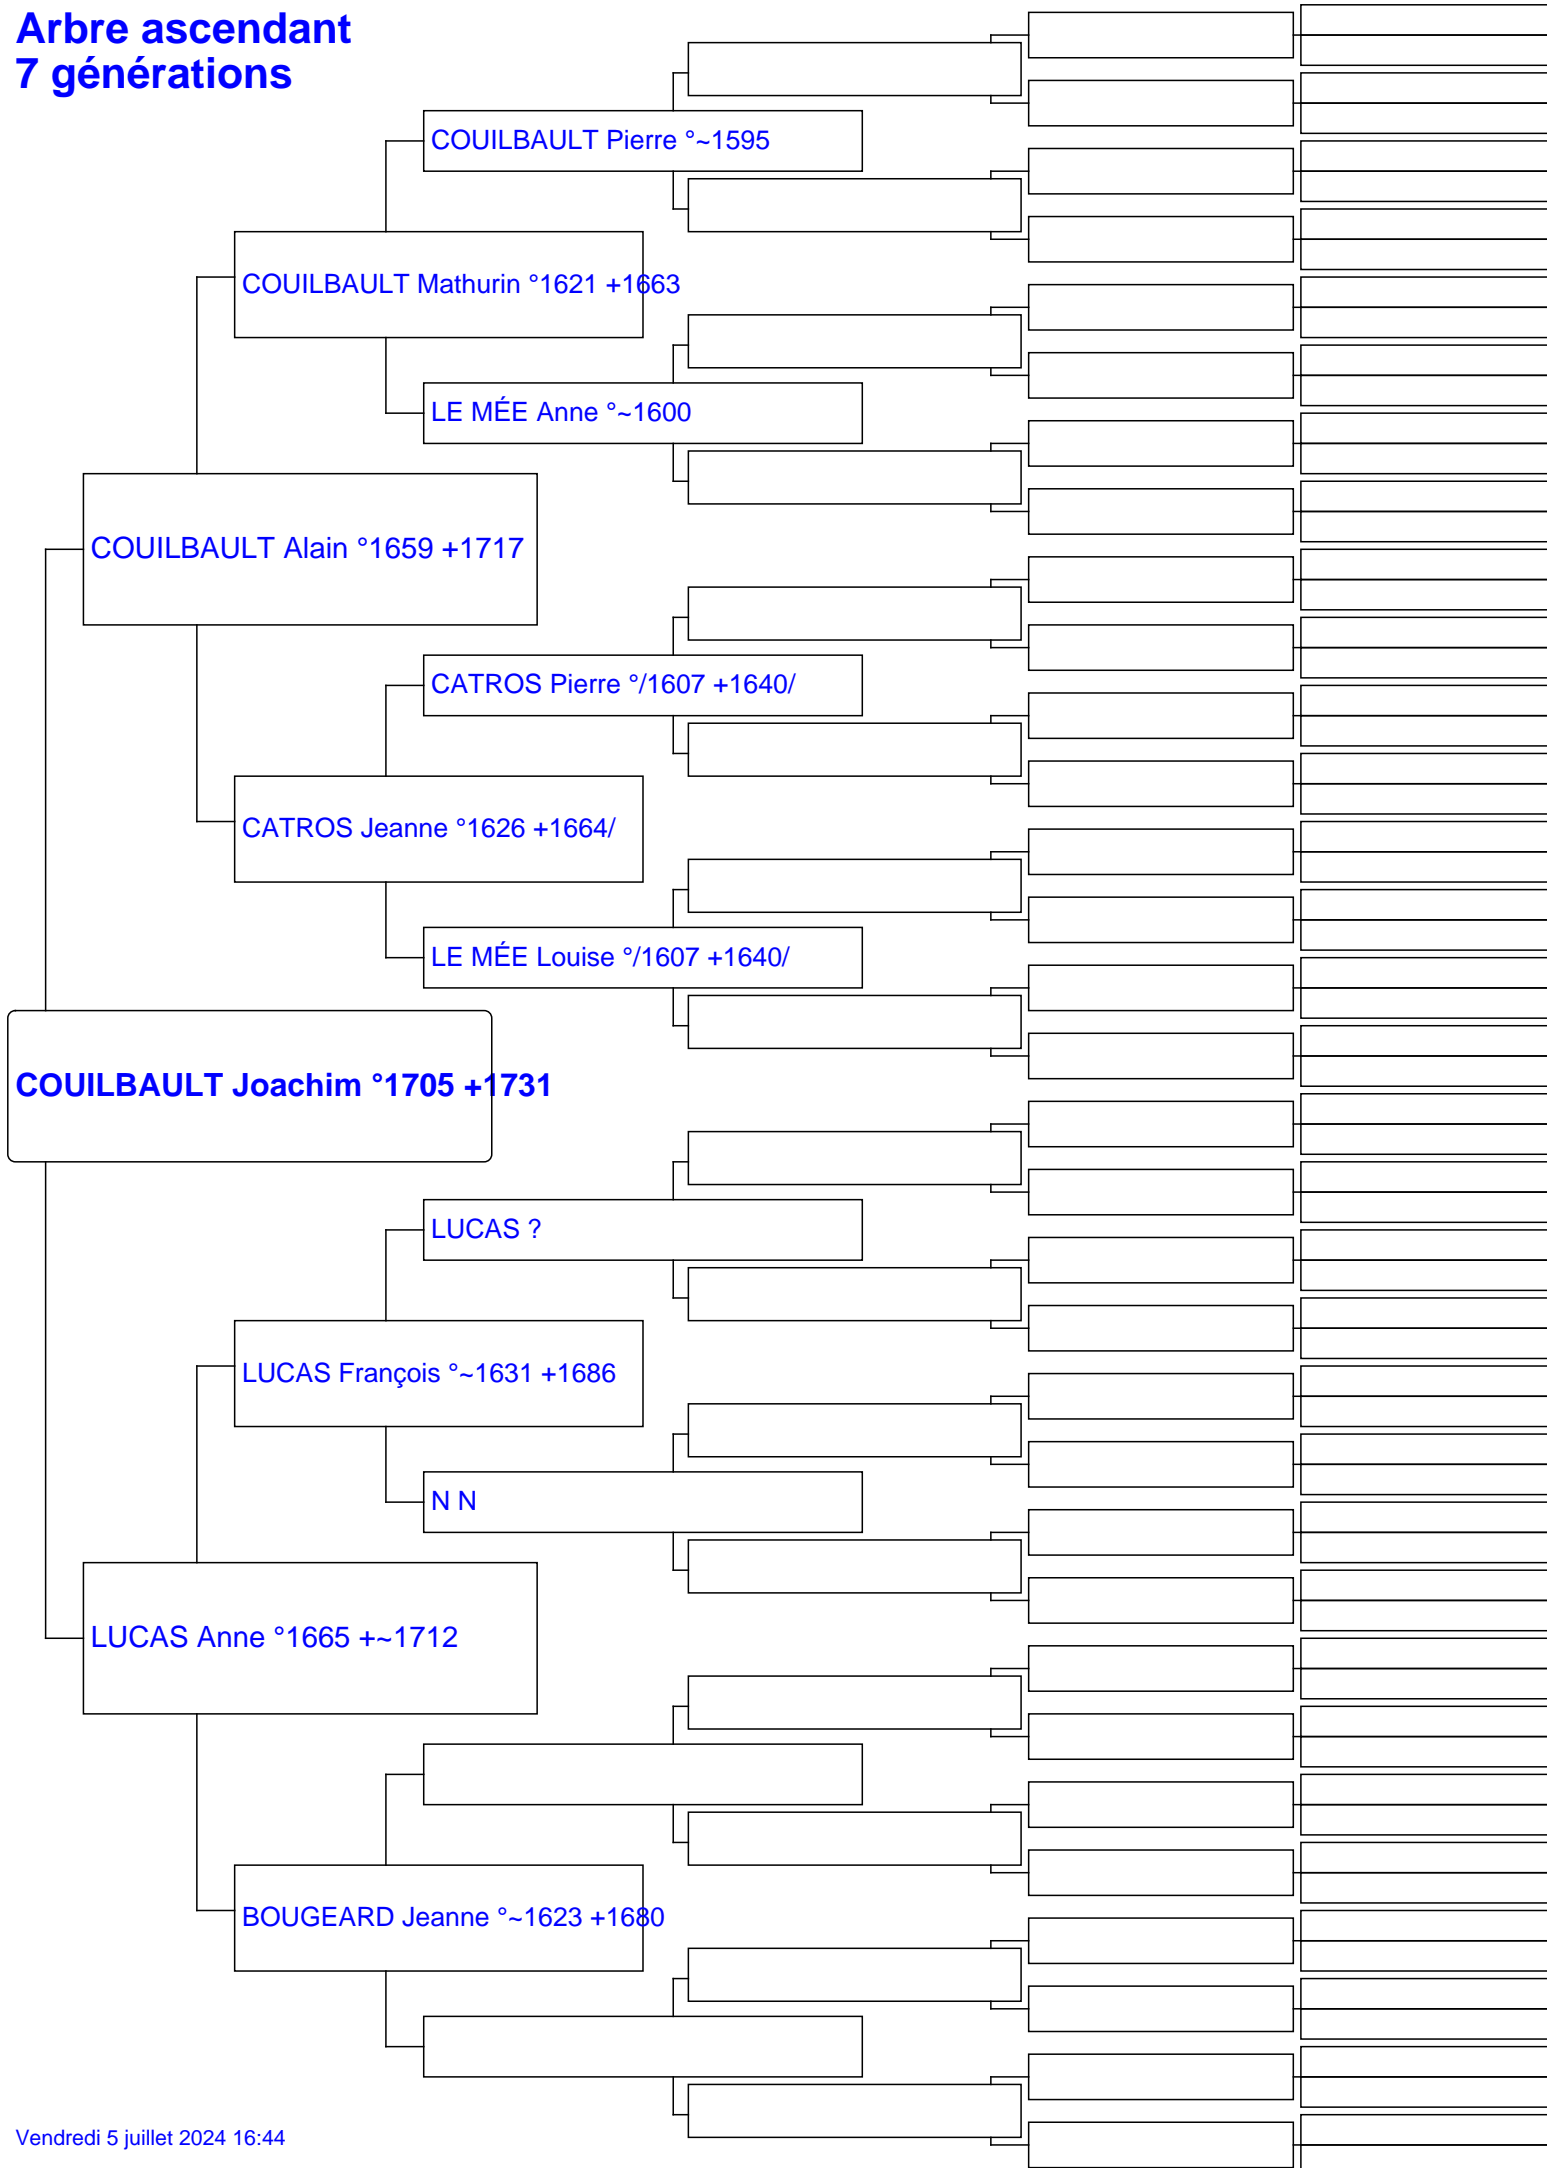 Arbre ascendant
7 générations
COUILBAULT Pierre °~1595
COUILBAULT Mathurin °1621 +1663
LE MÉE Anne °~1600
COUILBAULT Alain °1659 +1717
CATROS Pierre °/1607 +1640/
CATROS Jeanne °1626 +1664/
LE MÉE Louise °/1607 +1640/
COUILBAULT Joachim °1705 +1731
LUCAS ?
LUCAS François °~1631 +1686
N N
LUCAS Anne °1665 +~1712
BOUGEARD Jeanne °~1623 +1680
Vendredi 5 juillet 2024 16:44